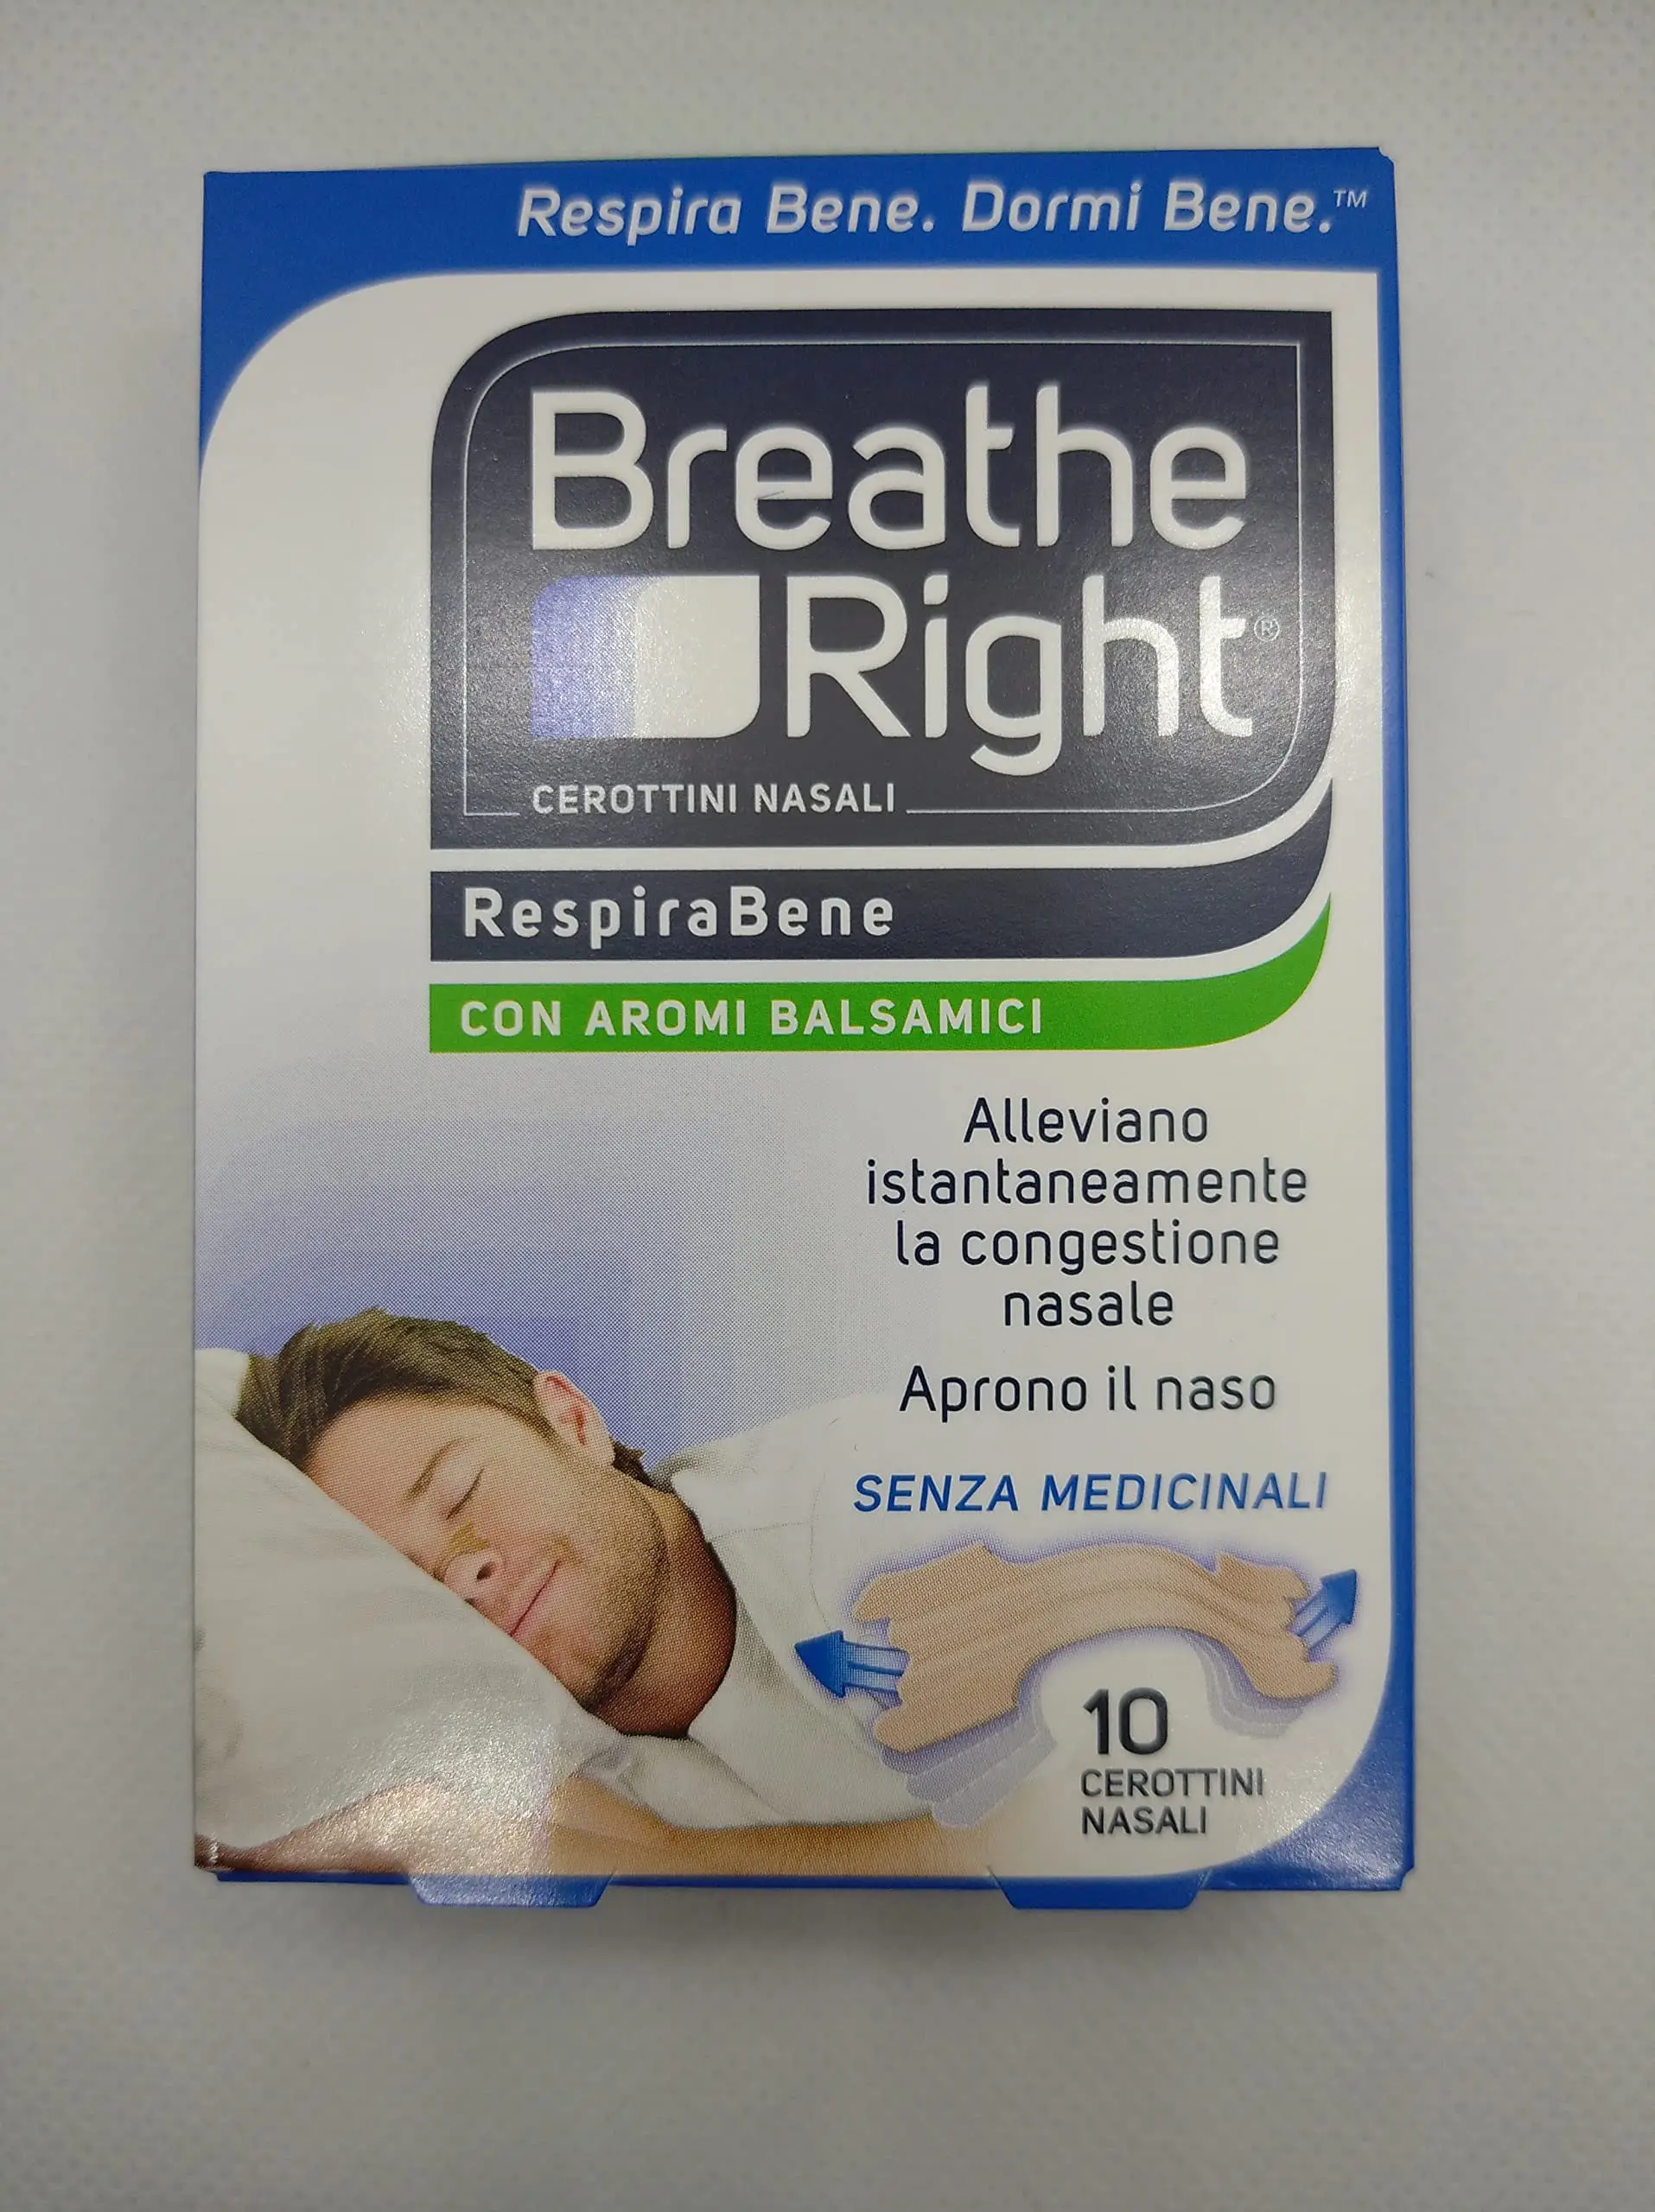 Respira Bene. Dormi Bene.™
Breathe
Right®
CEROTTINI NASALI
RespiraBene
CON AROMI BALSAMICI
Alleviano
istantaneamente
la congestione
nasale
Aprono il naso
SENZA MEDICINALI
10
CEROTTINI
NASALI